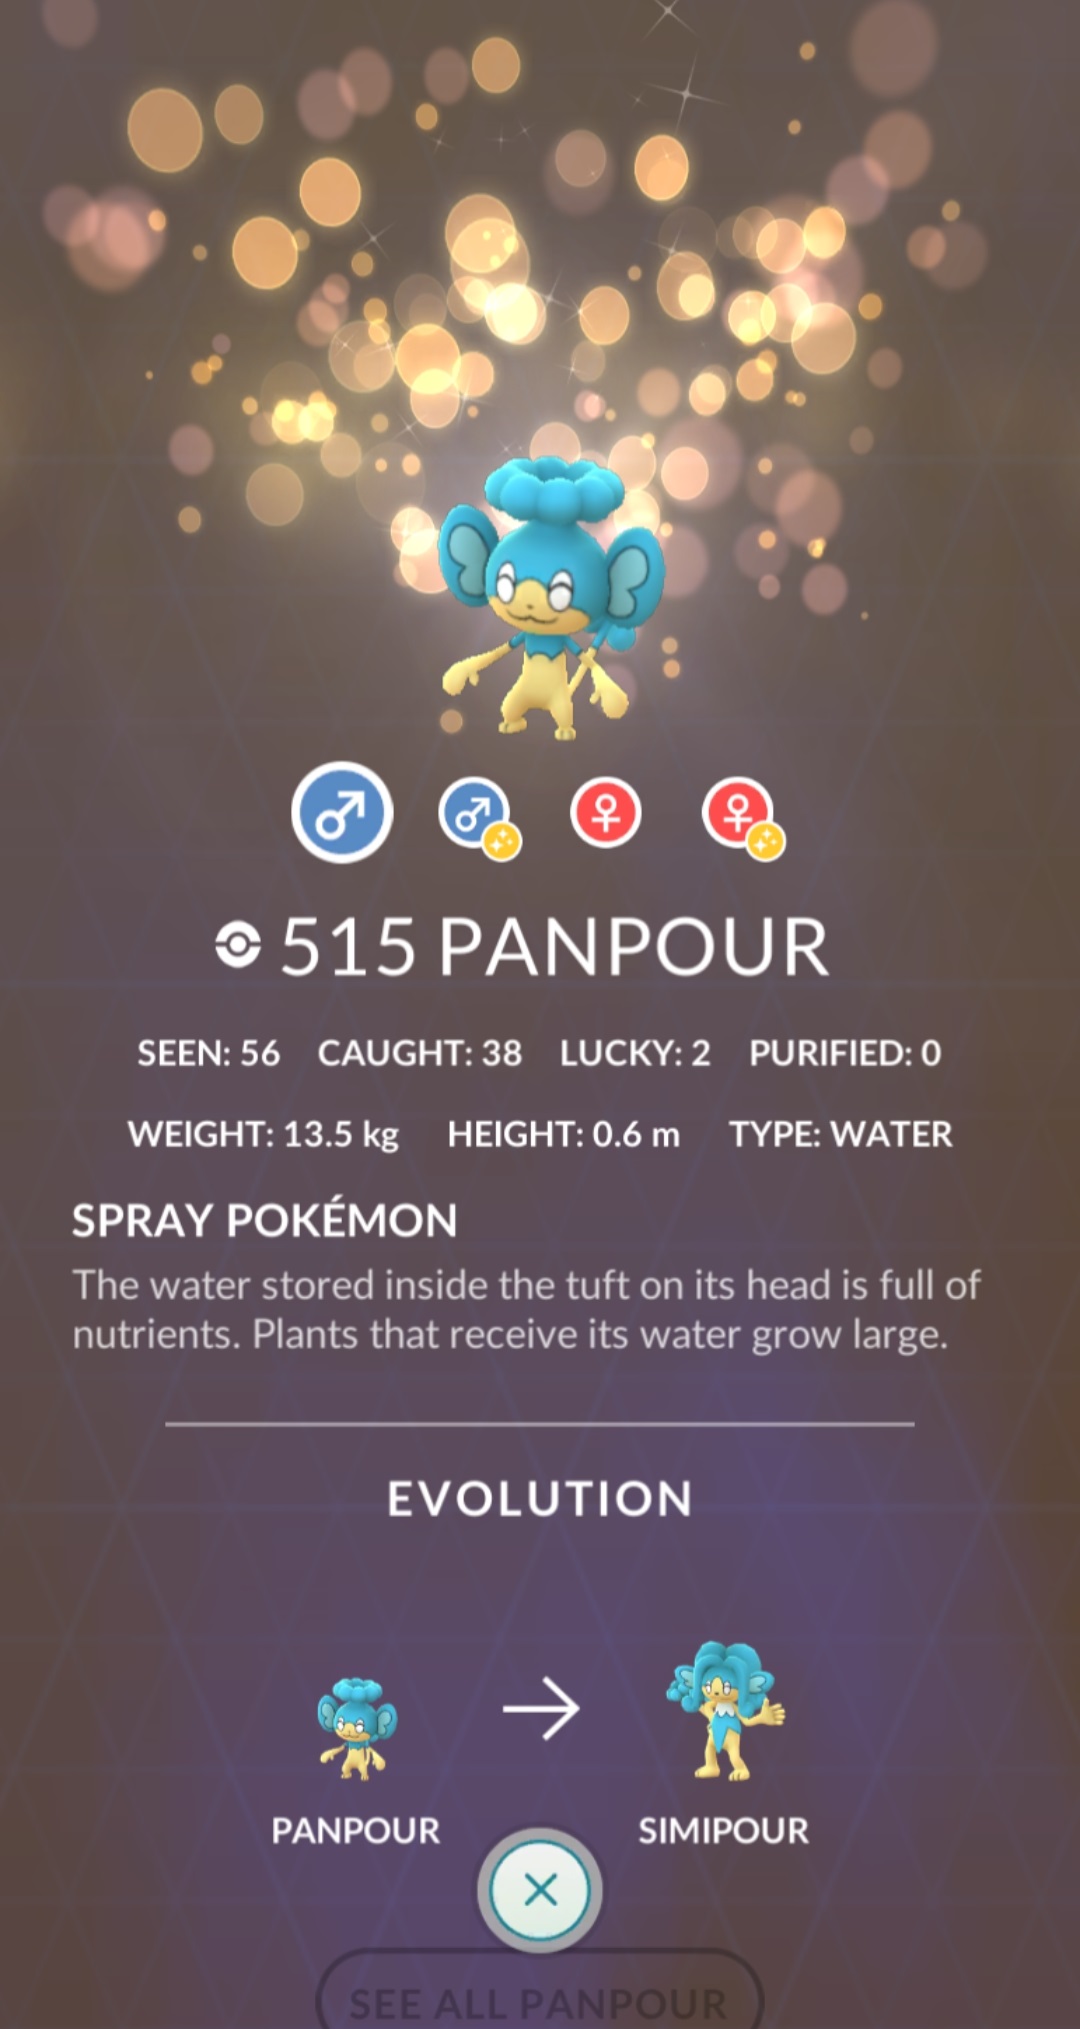 515 PANPOUR
SEEN: 56 CAUGHT: 38 LUCKY: 2 PURIFIED: 0
WEIGHT: 13.5 kg HEIGHT: 0.6 m TYPE: WATER
SPRAY POKÉMON
The water stored inside the tuft on its head is full of
nutrients. Plants that receive its water grow large.
EVOLUTION
PANPOUR SIMIPOUR
SEE ALL PANPOUR